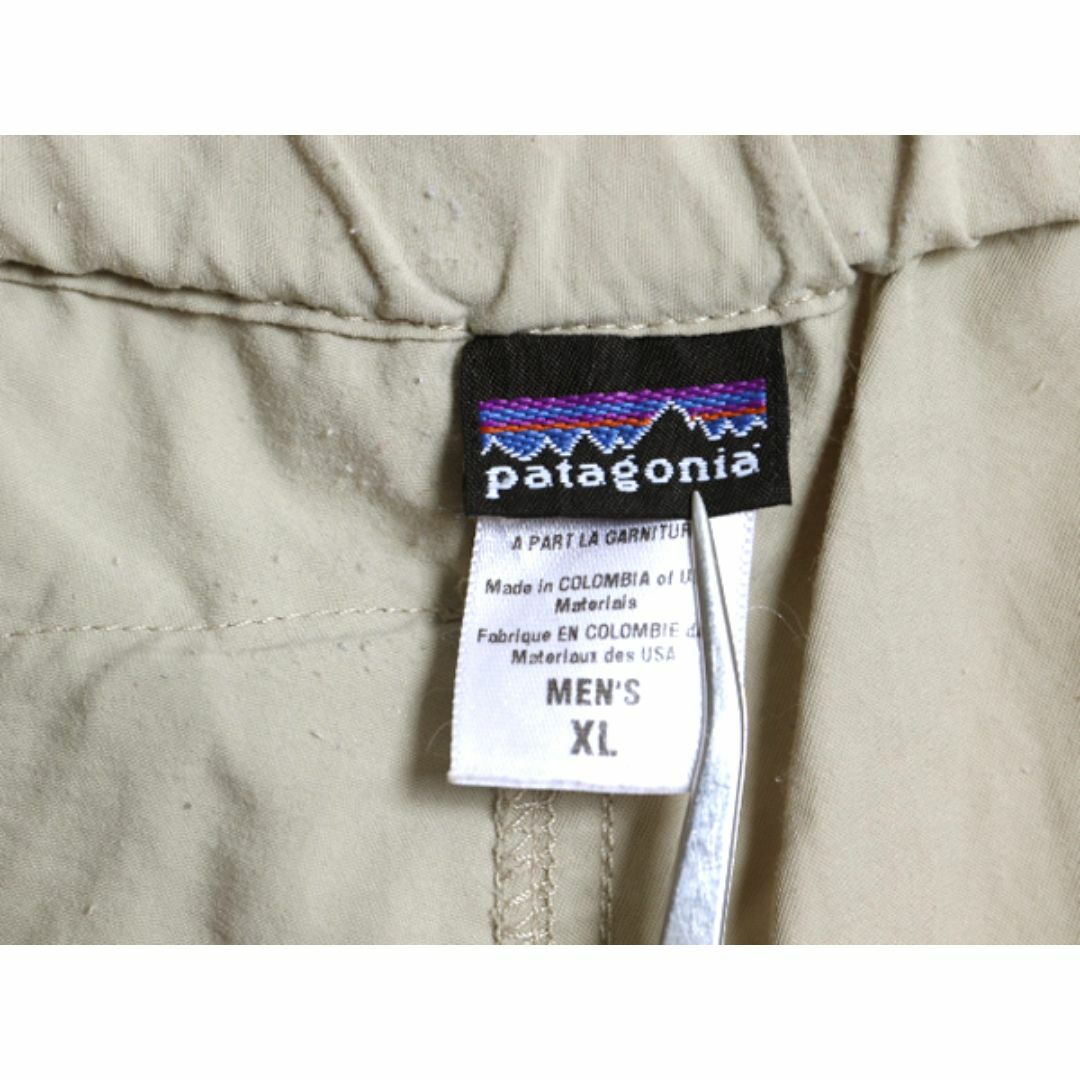 patagonia
A PART LA GARNITUR
Made in COLOMBIA of U
Materials
Fabrique EN COLOMBIE
Materiaux des USA
MEN'S
XL